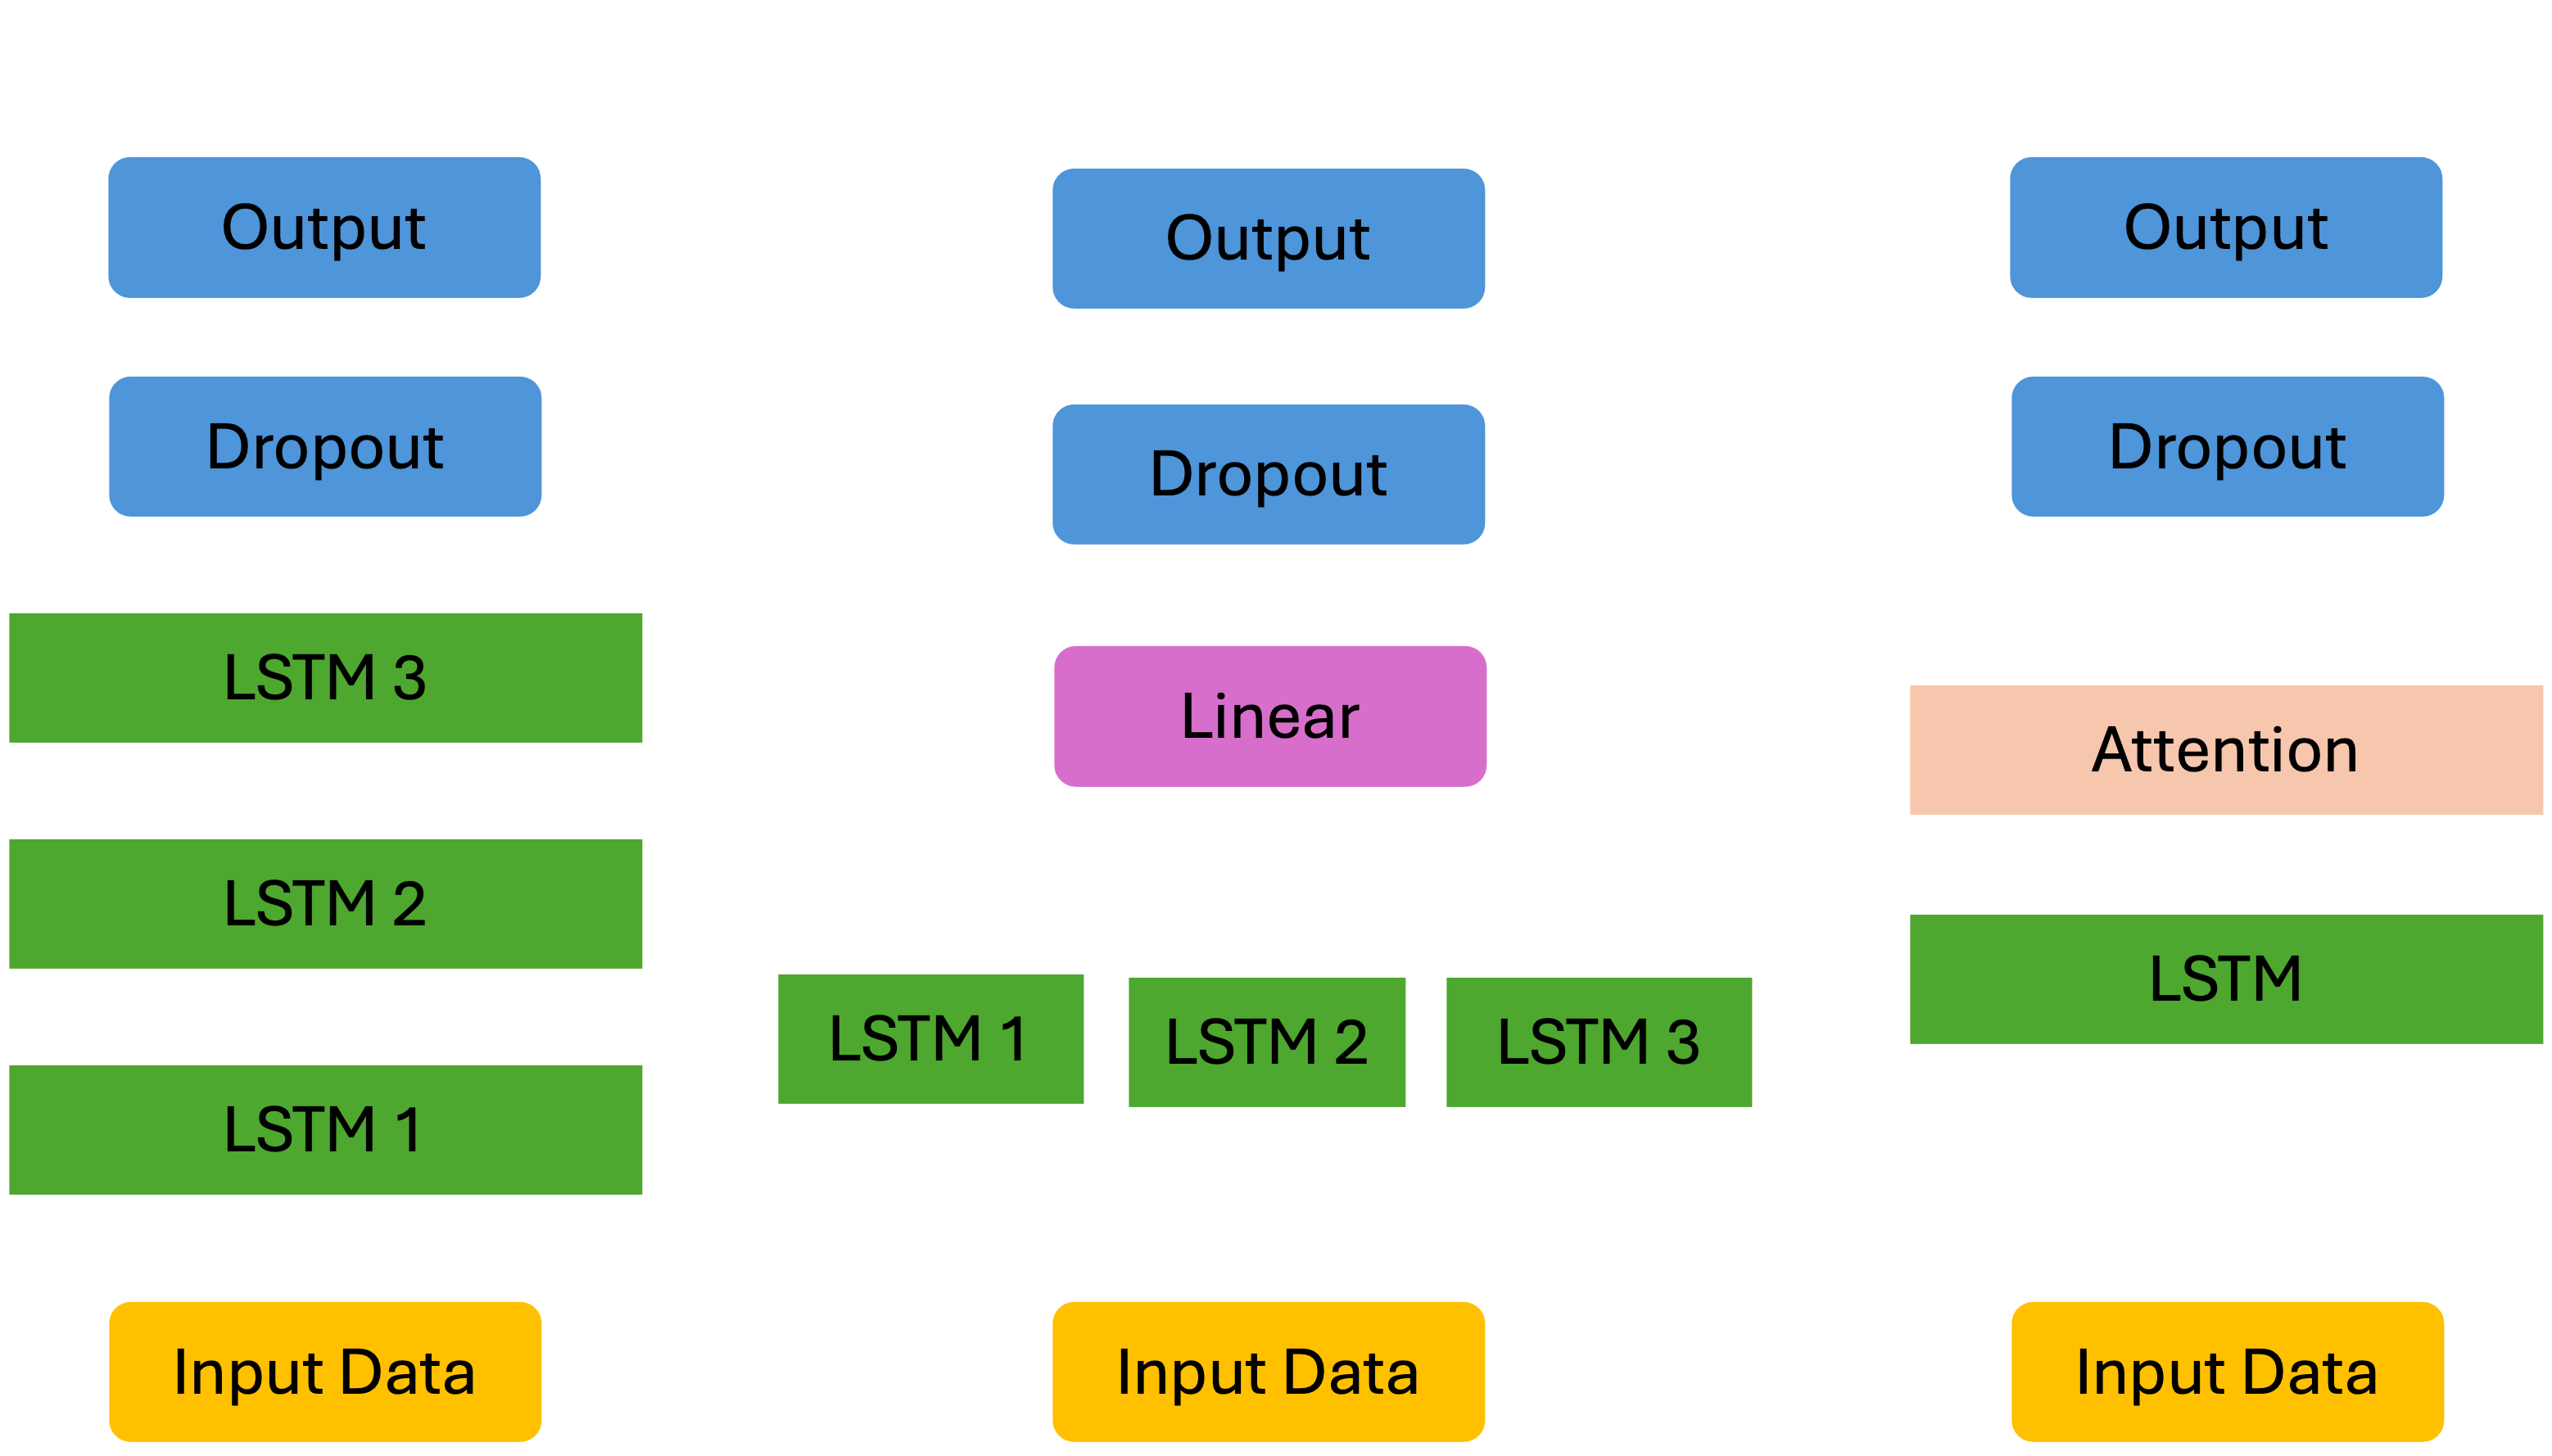 Output
Dropout
LSTM 3
LSTM 2
LSTM 1
Input Data
Output
Dropout
Linear
LSTM 1
LSTM 2
LSTM 3
Input Data
Output
Dropout
Attention
LSTM
Input Data